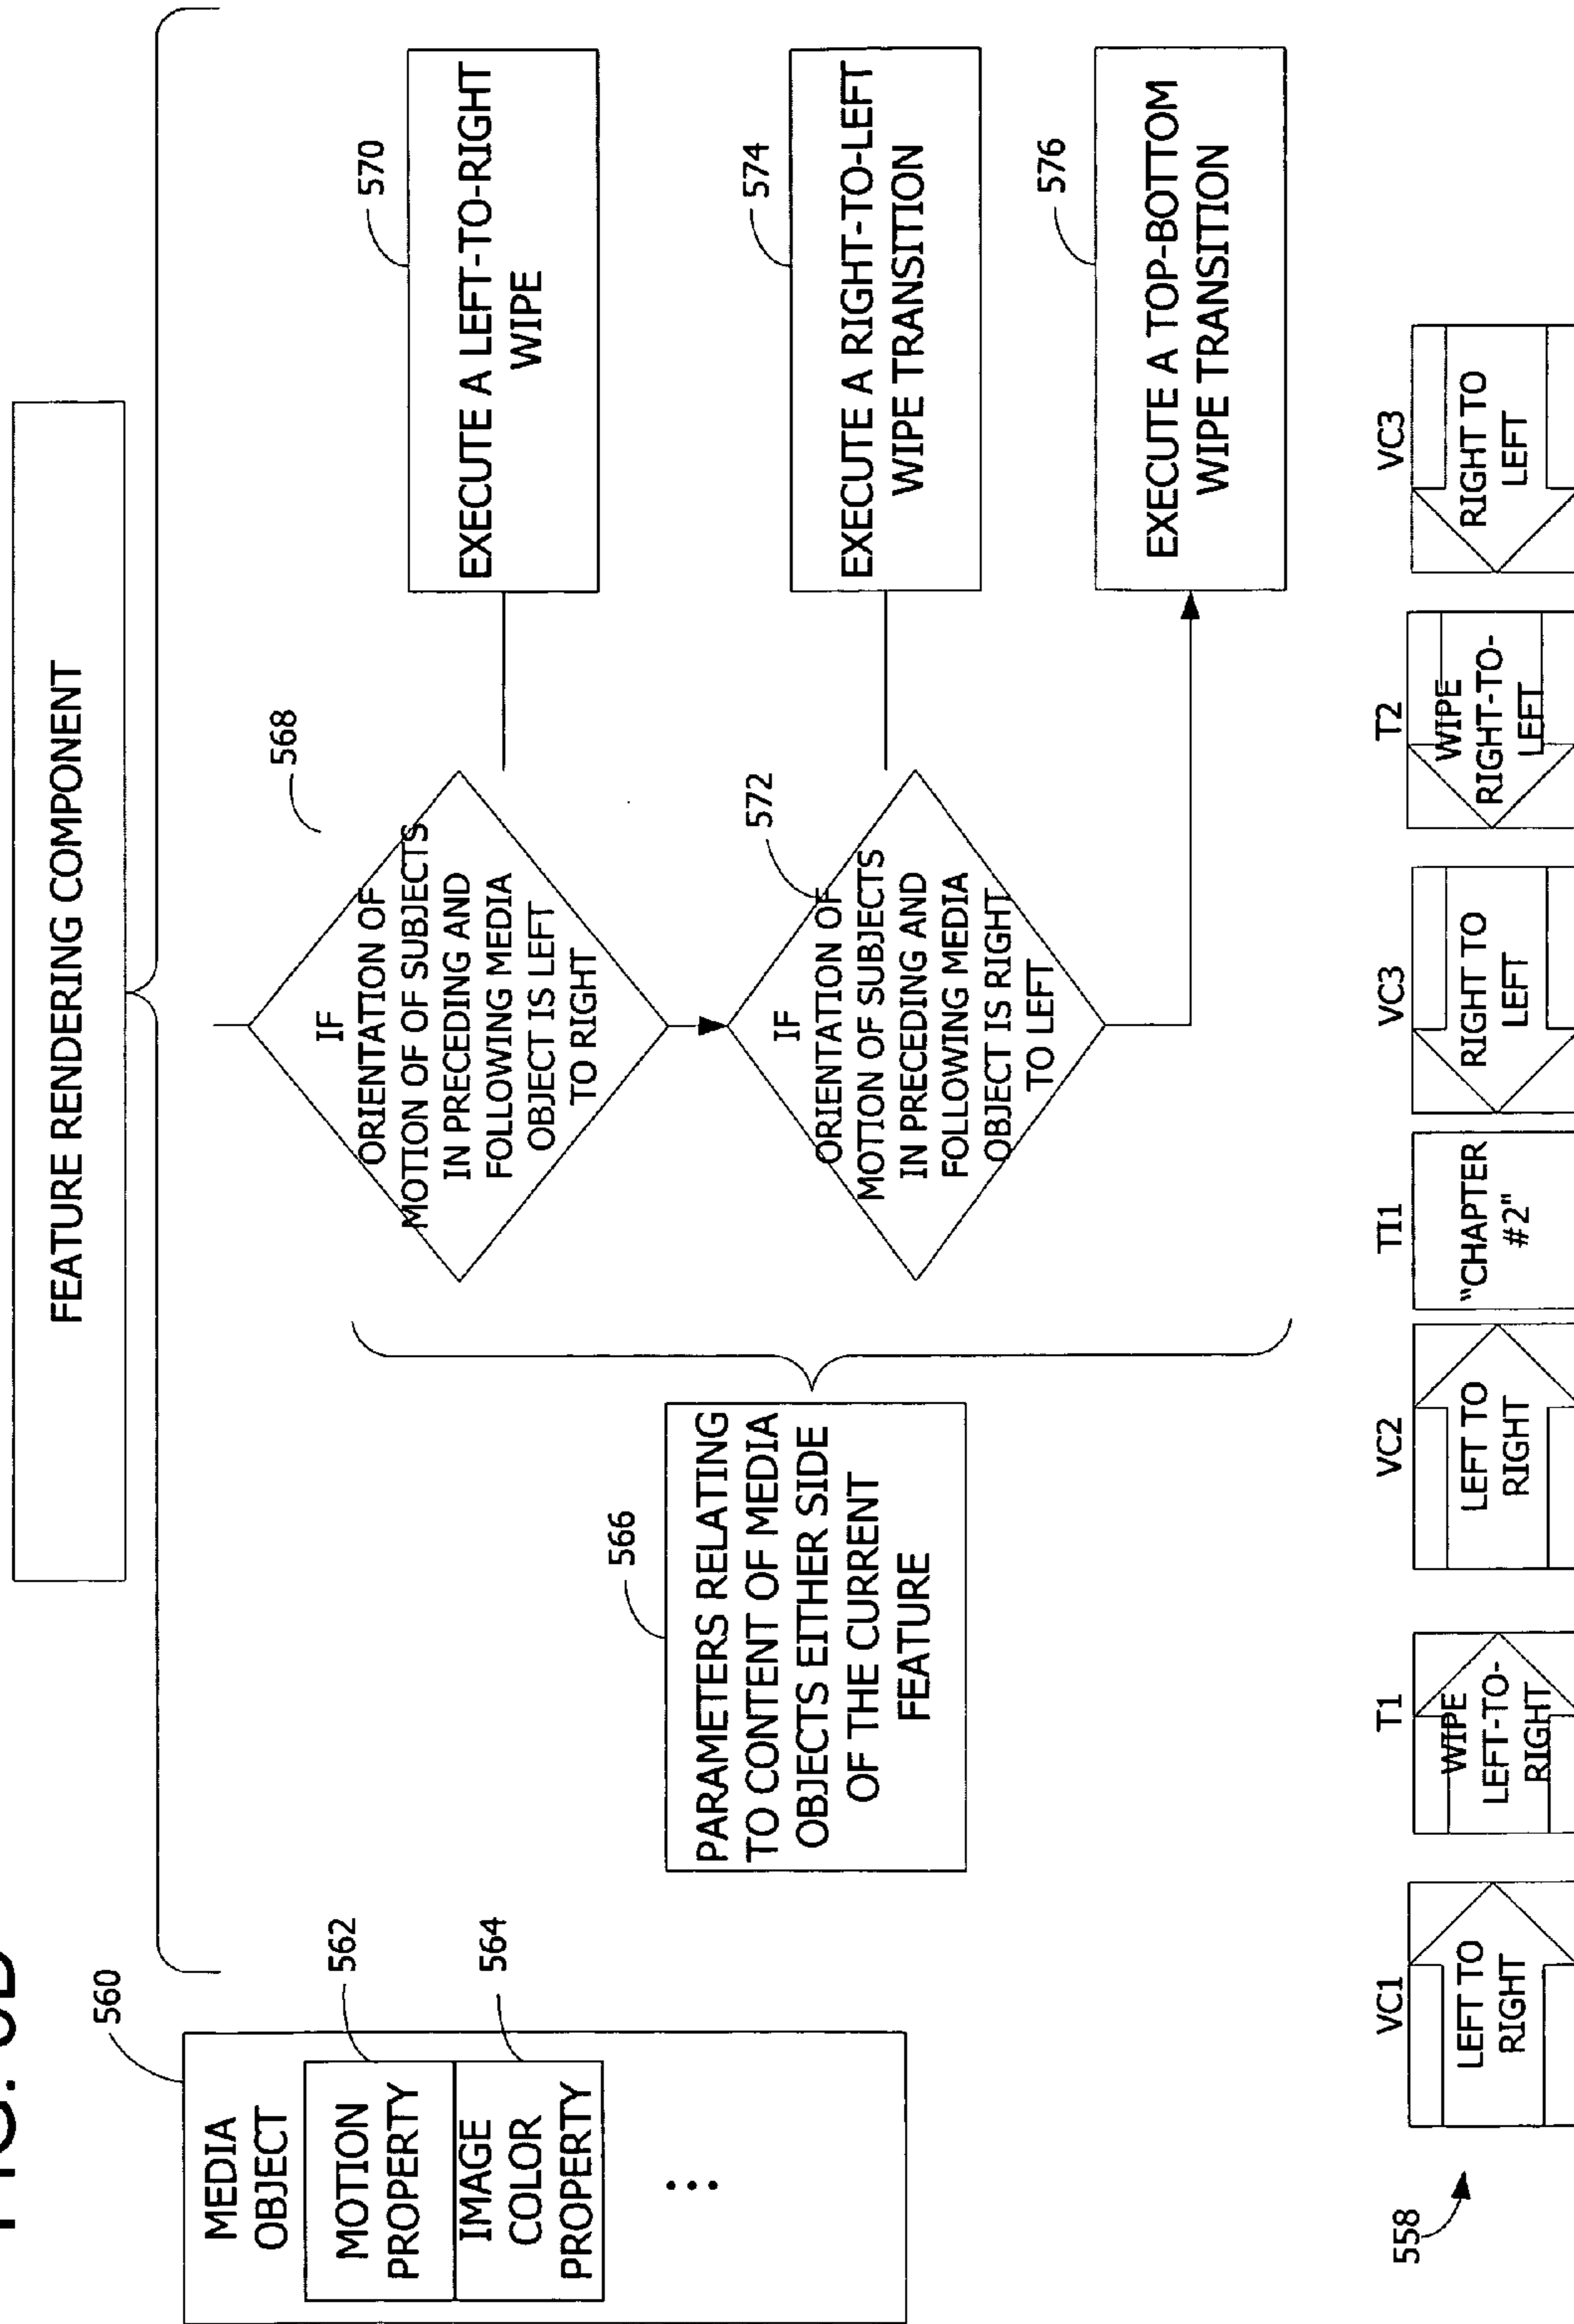 FEATURE RENDERING COMPONENT
560
MEDIA
OBJECT
562
MOTION
PROPERTY
564
IMAGE
COLOR
PROPERTY
566
PARAMETERS RELATING
TO CONTENT OF MEDIA
OBJECTS EITHER SIDE
OF THE CURRENT
FEATURE
568
IF
ORIENTATION OF
MOTION OF SUBJECTS
IN PRECEDING AND
FOLLOWING MEDIA
OBJECT IS LEFT
TO RIGHT
570
EXECUTE A LEFT-TO-RIGHT
WIPE
572
IF
ORIENTATION OF
MOTION OF SUBJECTS
IN PRECEDING AND
FOLLOWING MEDIA
OBJECT IS RIGHT
TO LEFT
574
EXECUTE A RIGHT-TO-LEFT
WIPE TRANSITION
576
EXECUTE A TOP-BOTTOM
WIPE TRANSITION
558
VC1
LEFT TO
RIGHT
T1
WIPE
LEFT-TO-
RIGHT
VC2
LEFT TO
RIGHT
TI1
"CHAPTER
#2"
VC3
RIGHT TO
LEFT
T2
WIPE
RIGHT-TO-
LEFT
VC3
RIGHT TO
LEFT